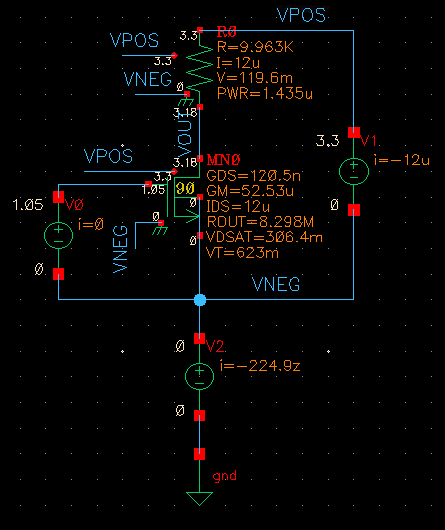 VPOS
R0
3.3
R=9.963K
I=12u
V=119.6m
PWR=1.435u
VPOS
3.3
VNEG
0
3.18
VOUT
3.3
V1
i=-12u
0
VPOS
3.18
MN0
3.3
1.05
90
GDS=120.5n
GM=52.53u
IDS=12u
ROUT=8.298M
VDSAT=306.4m
VT=623m
1.05
V0
i=0
0
0
0
0
VNEG
VNEG
0
V2
i=-224.9z
0
gnd